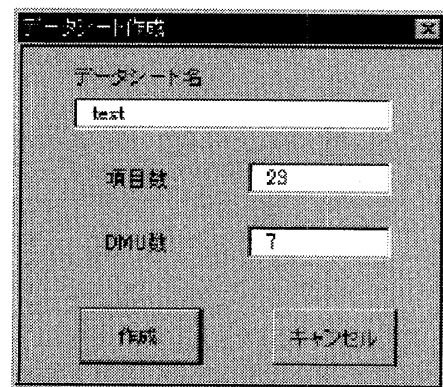 データシート作成
データシート名
test
項目数
23
DMU数
7
作成
キャンセル